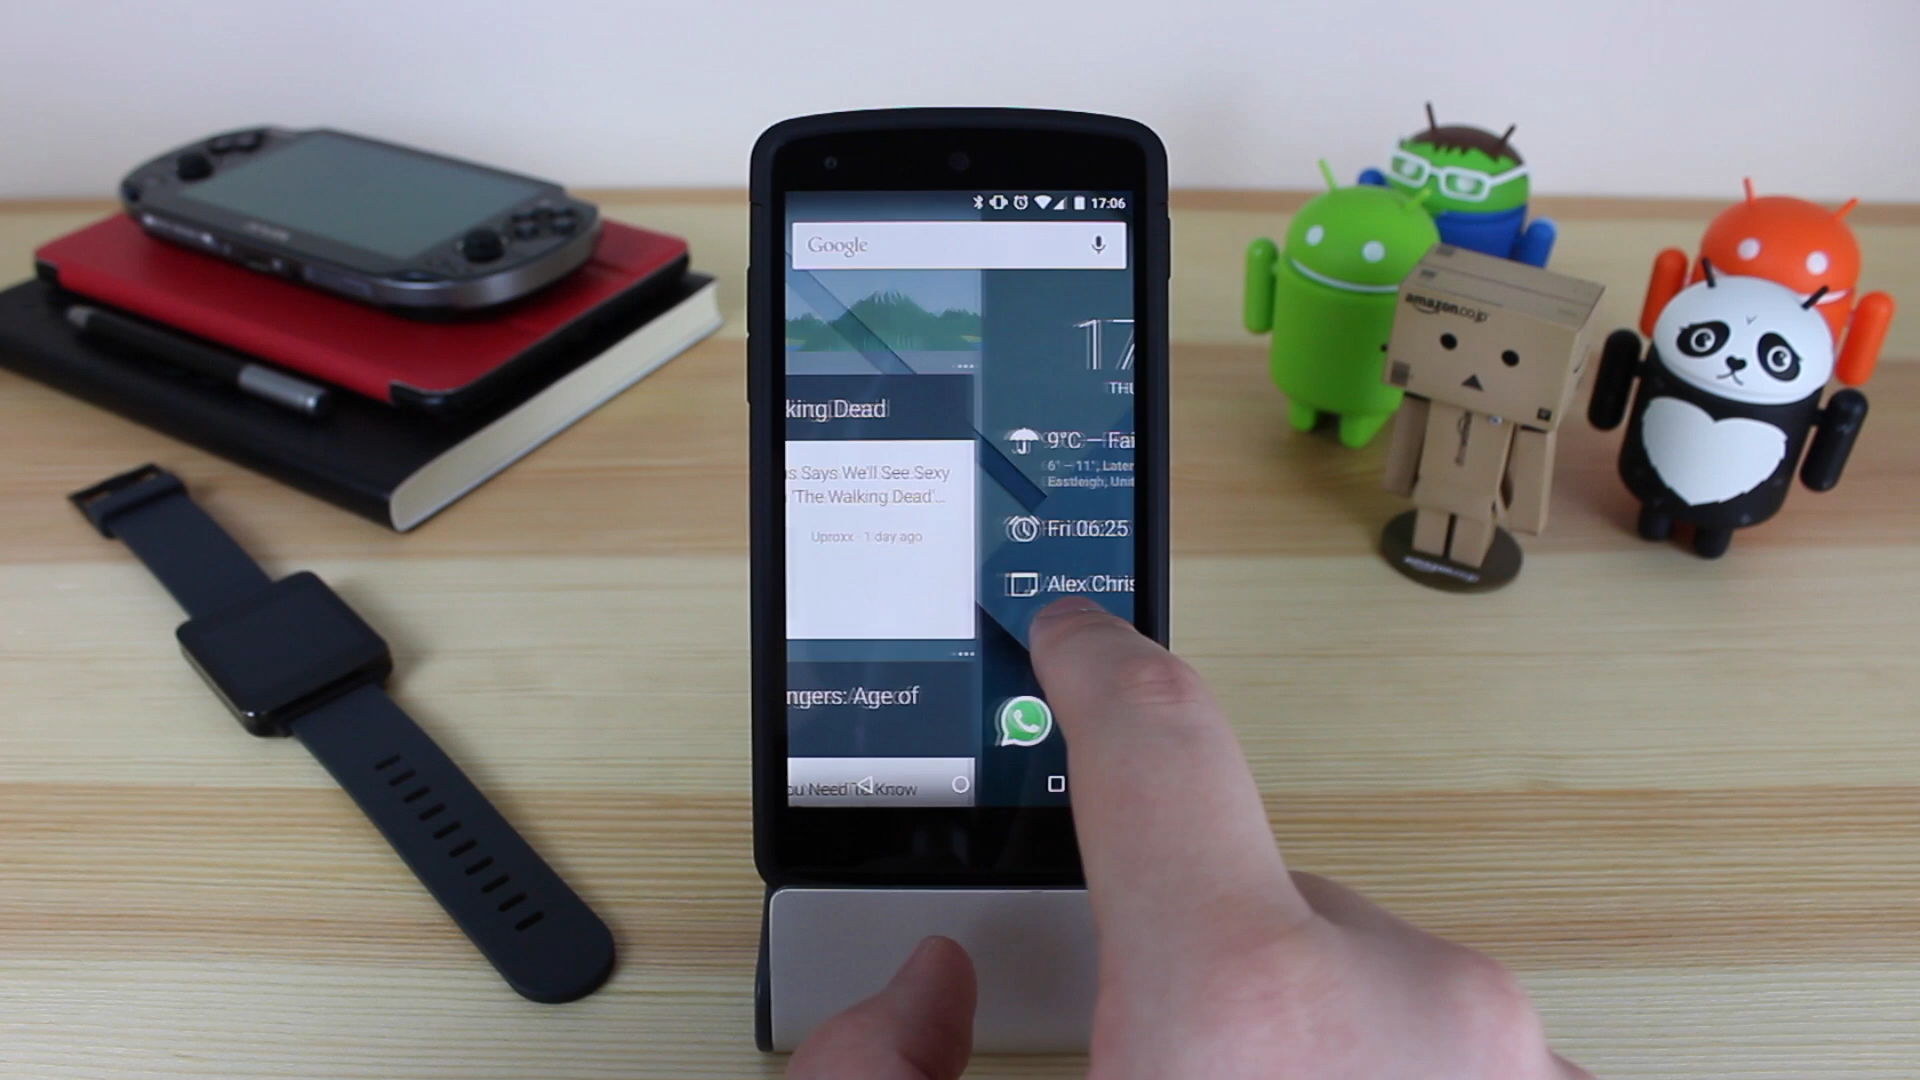 17:06
Google
17
THU
king Dead
9°C — Fai
6° – 11°, Later
Eastleigh, Unit
s Says We'll See Sexy
'The Walking Dead'...
Uproxx · 1 day ago
Fri 06:25
Alex Chris
ngers: Age of
ou Need To Know
amazon.co.jp